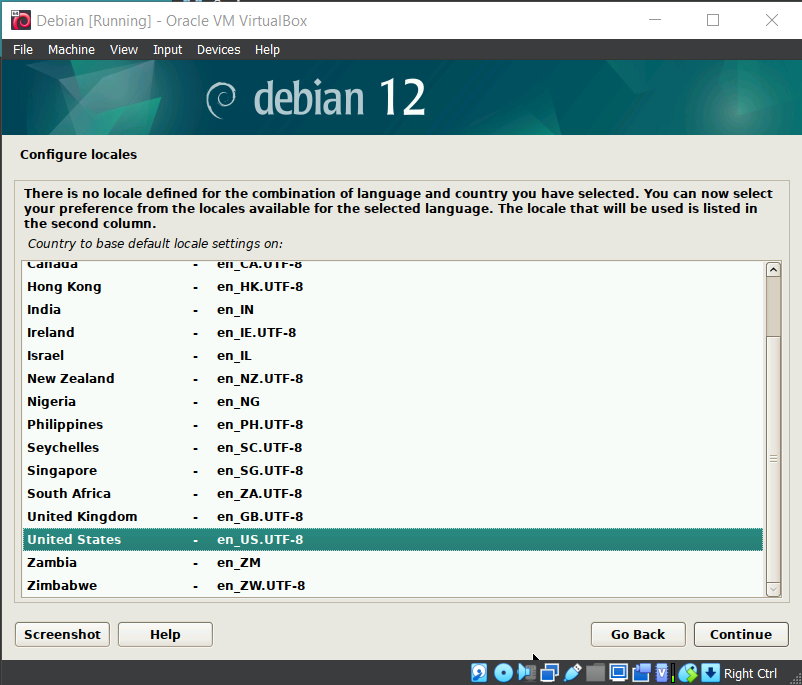 Debian [Running] - Oracle VM VirtualBox
File Machine View Input Devices Help
debian 12
Configure locales
There is no locale defined for the combination of language and country you have selected. You can now select
your preference from the locales available for the selected language. The locale that will be used is listed in
the second column.
Country to base default locale settings on:
Canada - en_CA.UTF-8
Hong Kong - en_HK.UTF-8
India - en_IN
Ireland - en_IE.UTF-8
Israel - en_IL
New Zealand - en_NZ.UTF-8
Nigeria - en_NG
Philippines - en_PH.UTF-8
Seychelles - en_SC.UTF-8
Singapore - en_SG.UTF-8
South Africa - en_ZA.UTF-8
United Kingdom - en_GB.UTF-8
United States - en_US.UTF-8
Zambia - en_ZM
Zimbabwe - en_ZW.UTF-8
Screenshot Help Go Back Continue
Right Ctrl